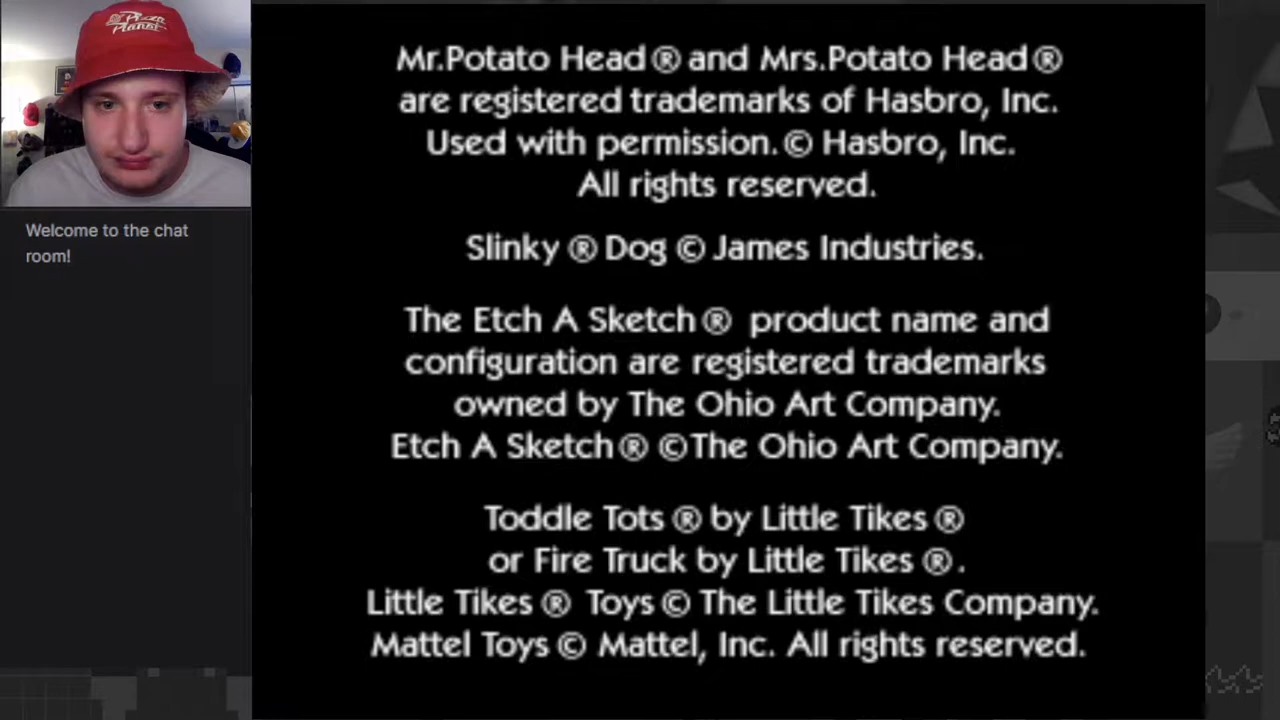 Pizza
Planet
Welcome to the chat
room!
Mr.Potato Head® and Mrs.Potato Head®
are registered trademarks of Hasbro, Inc.
Used with permission. © Hasbro, Inc.
All rights reserved.
Slinky ® Dog © James Industries.
The Etch A Sketch® product name and
configuration are registered trademarks
owned by The Ohio Art Company.
Etch A Sketch® ©The Ohio Art Company.
Toddle Tots ® by Little Tikes ®
or Fire Truck by Little Tikes ®.
Little Tikes ® Toys © The Little Tikes Company.
Mattel Toys © Mattel, Inc. All rights reserved.